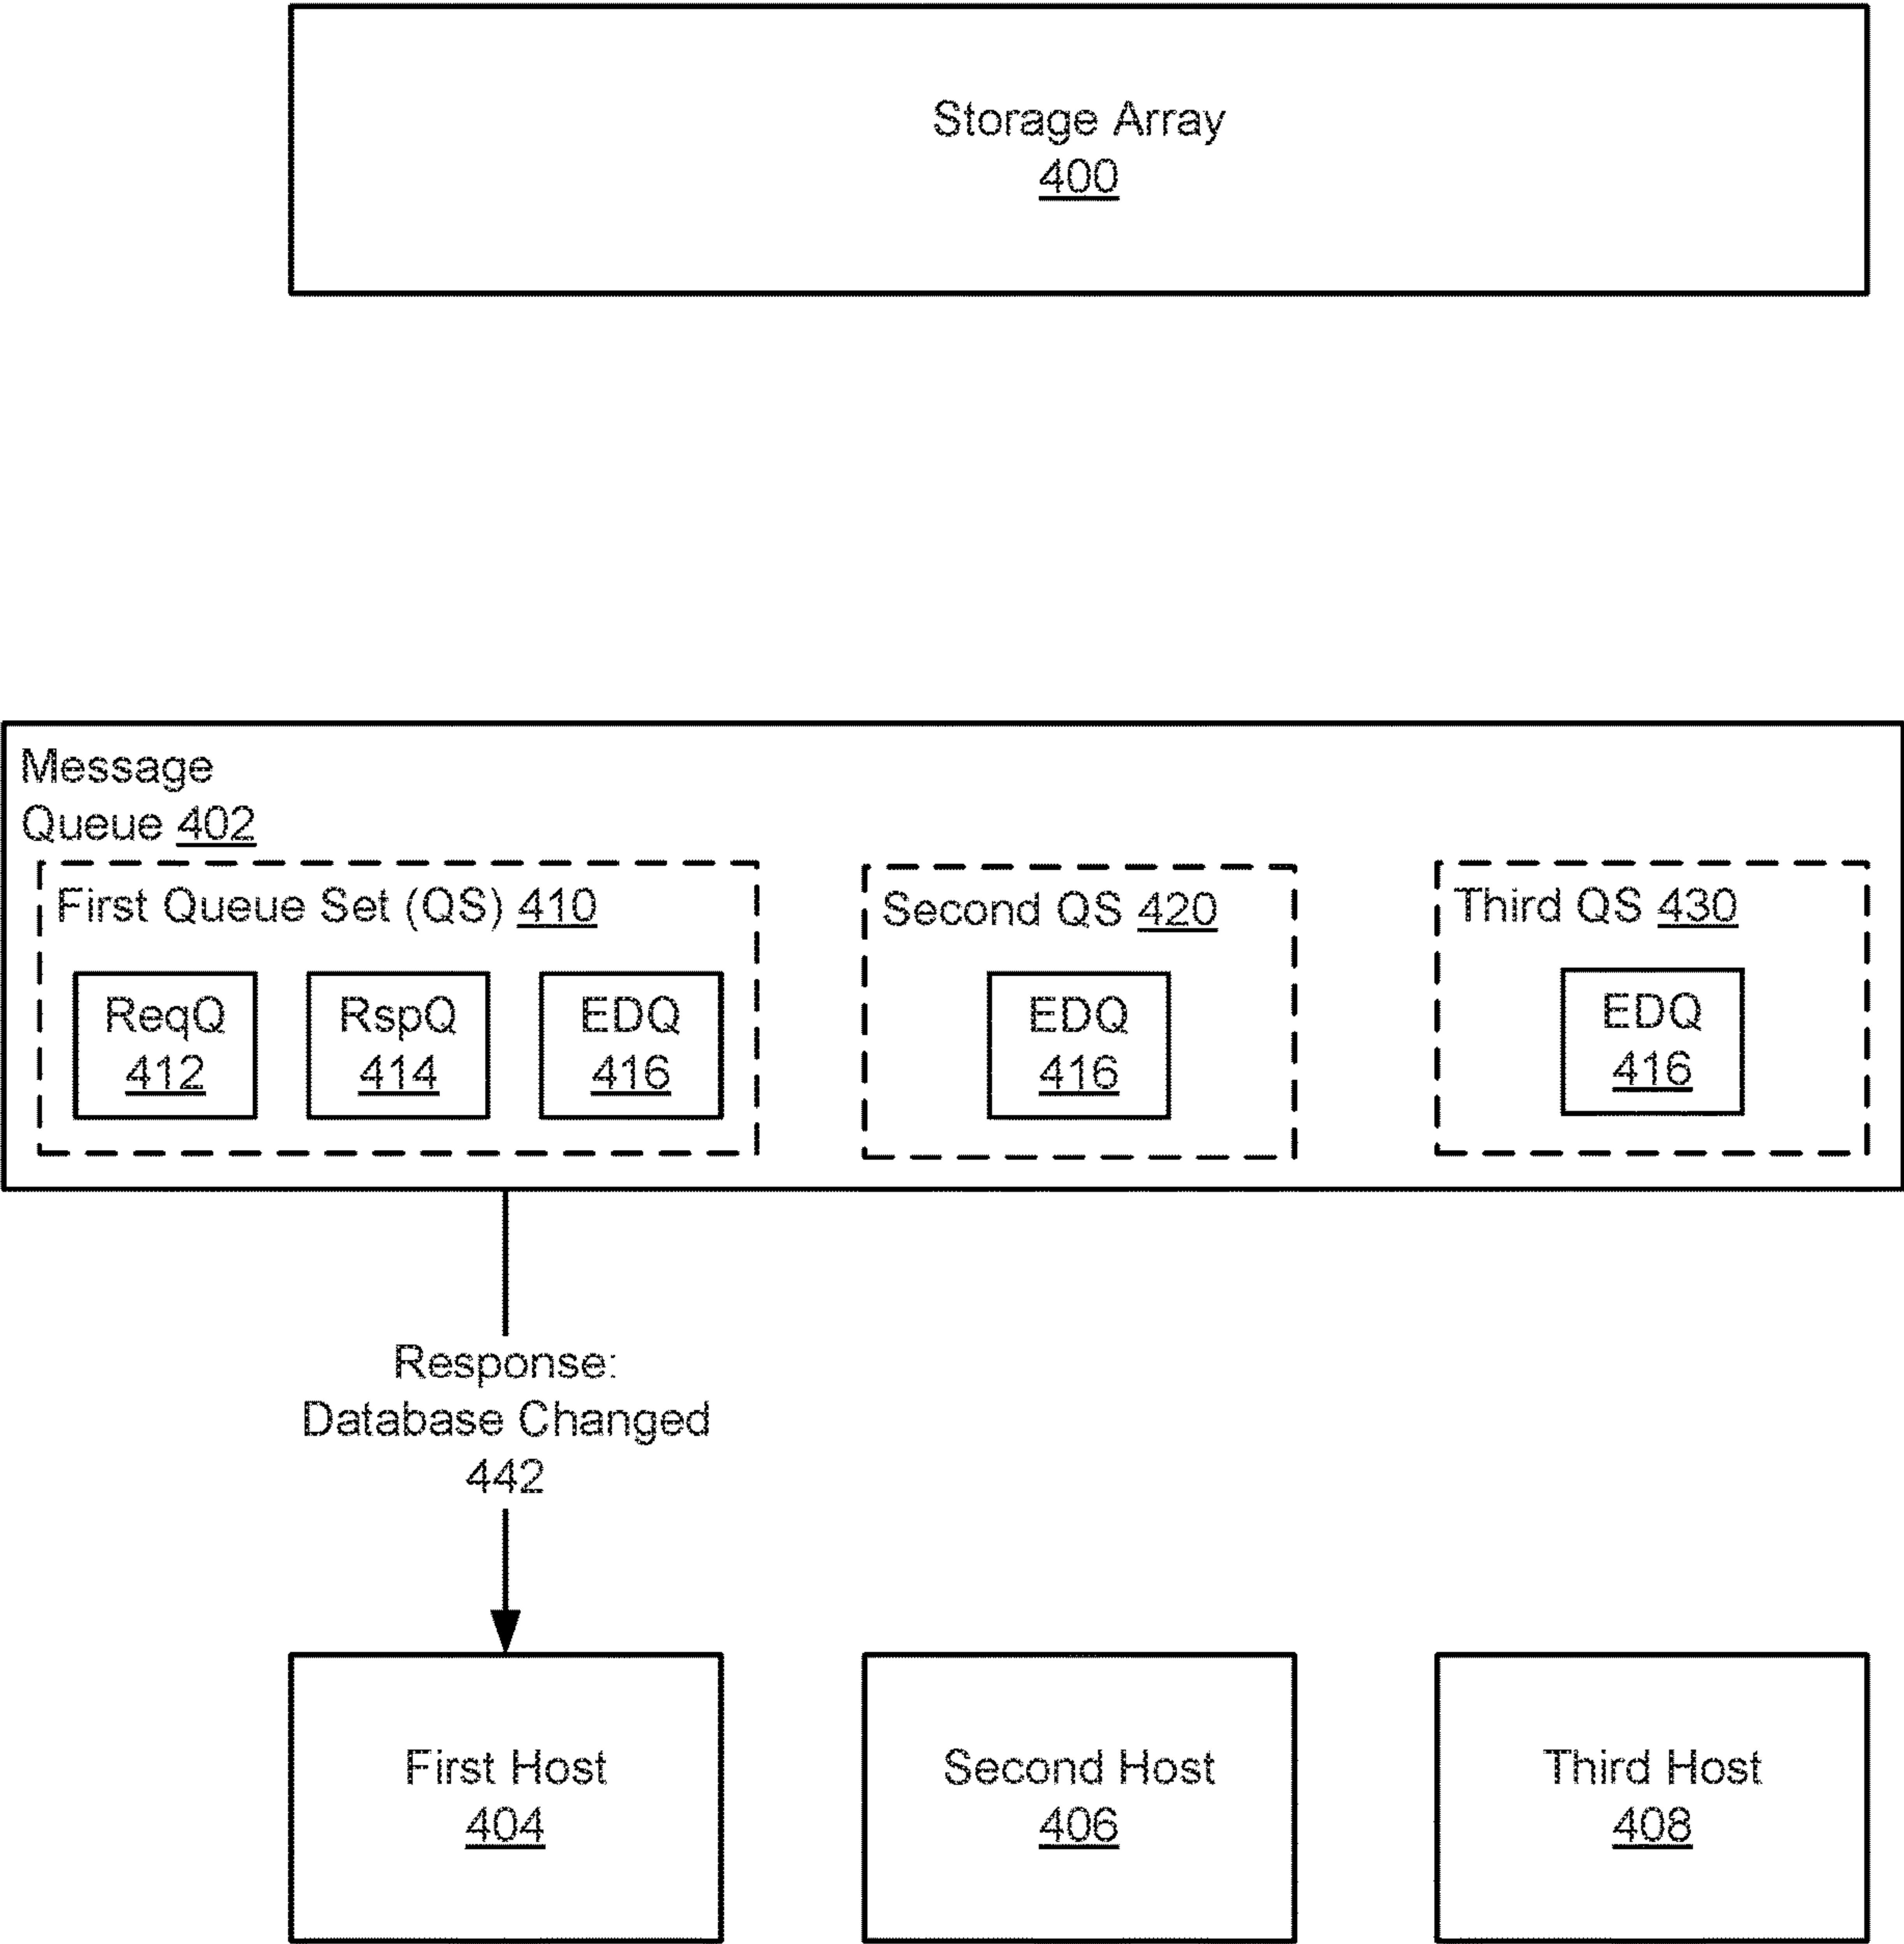 Storage Array
400
Message
Queue 402
First Queue Set (QS) 410
Second QS 420
Third QS 430
ReqQ
412
RspQ
414
EDQ
416
EDQ
416
EDQ
416
Response:
Database Changed
442
First Host
404
Second Host
406
Third Host
408